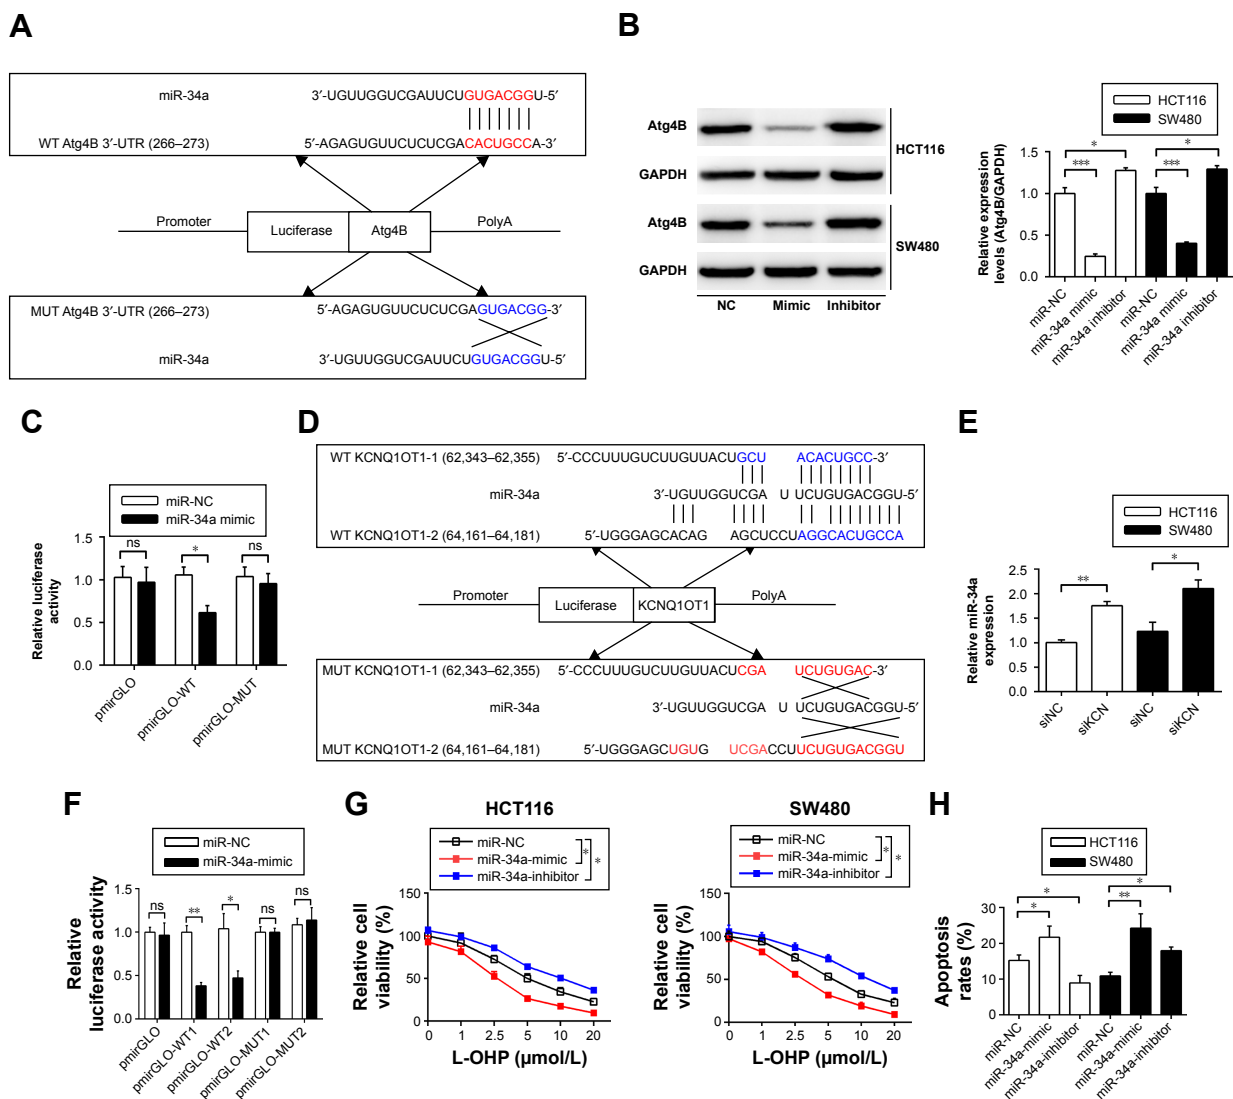 A
miR-34a 3′-UGUUGGUCGAUUCUGUGACGGU-5′
WT Atg4B 3′-UTR (266–273) 5′-AGAGUGUUCUCUCGACACUGCCA-3′
Promoter Luciferase Atg4B PolyA
MUT Atg4B 3′-UTR (266–273) 5′-AGAGUGUUCUCUCGAGUGACGG-3′
miR-34a 3′-UGUUGGUCGAUUCUGUGACGGU-5′
B
Atg4B
GAPDH
HCT116
Atg4B
GAPDH
SW480
NC Mimic Inhibitor
HCT116
SW480
Relative expression
levels (Atg4B/GAPDH)
1.5
1.0
0.5
0.0
*** * *** *
miR-NC
miR-34a mimic
miR-34a inhibitor
miR-NC
miR-34a mimic
miR-34a inhibitor
C
miR-NC
miR-34a mimic
Relative luciferase
activity
1.5
1.0
0.5
0.0
ns * ns
pmirGLO
pmirGLO-WT
pmirGLO-MUT
D
WT KCNQ1OT1-1 (62,343–62,355) 5′-CCCUUUGUCUUGUUACUGCU ACACUGCC-3′
miR-34a 3′-UGUUGGUCGA U UCUGUGACGGU-5′
WT KCNQ1OT1-2 (64,161–64,181) 5′-UGGGAGCACAG AGCUCCUAGGCACUGCCA
Promoter Luciferase KCNQ1OT1 PolyA
MUT KCNQ1OT1-1 (62,343–62,355) 5′-CCCUUUGUCUUGUUACUCGA UCUGUGAC-3′
miR-34a 3′-UGUUGGUCGA U UCUGUGACGGU-5′
MUT KCNQ1OT1-2 (64,161–64,181) 5′-UGGGAGCUGUG UCGACCUUCUGUGACGGU
E
HCT116
SW480
Relative miR-34a
expression
2.5
2.0
1.5
1.0
0.5
0.0
** *
siNC
siKCN
siNC
siKCN
F
miR-NC
miR-34a-mimic
Relative
luciferase activity
1.5
1.0
0.5
0.0
ns ** * ns ns
pmirGLO
pmirGLO-WT1
pmirGLO-WT2
pmirGLO-MUT1
pmirGLO-MUT2
G
HCT116
miR-NC
miR-34a-mimic
miR-34a-inhibitor
* *
Relative cell
viability (%)
150
100
50
0
0 1 2.5 5 10 20
L-OHP (µmol/L)
SW480
miR-NC
miR-34a-mimic
miR-34a-inhibitor
* *
Relative cell
viability (%)
150
100
50
0
0 1 2.5 5 10 20
L-OHP (µmol/L)
H
HCT116
SW480
Apoptosis
rates (%)
30
20
10
0
* * ** *
miR-NC
miR-34a-mimic
miR-34a-inhibitor
miR-NC
miR-34a-mimic
miR-34a-inhibitor